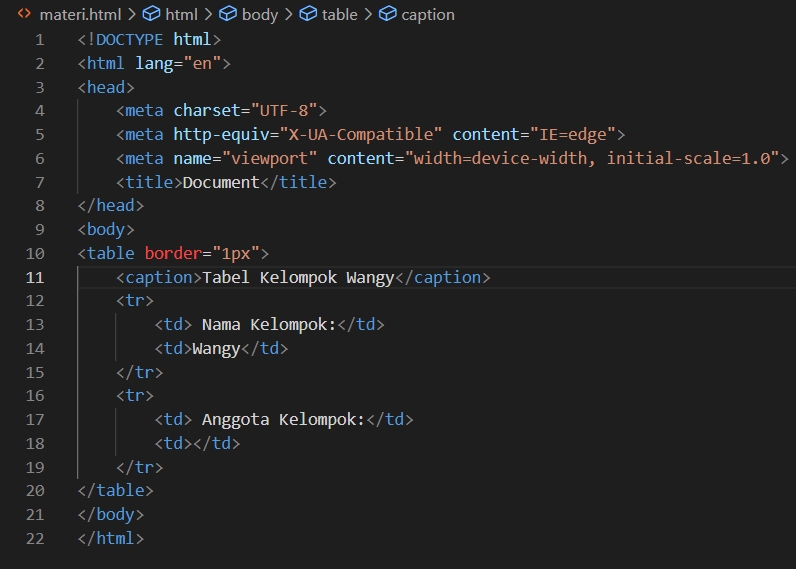 materi.html > html > body > table > caption
1 <!DOCTYPE html>
2 <html lang="en">
3 <head>
4     <meta charset="UTF-8">
5     <meta http-equiv="X-UA-Compatible" content="IE=edge">
6     <meta name="viewport" content="width=device-width, initial-scale=1.0">
7     <title>Document</title>
8 </head>
9 <body>
10 <table border="1px">
11     <caption>Tabel Kelompok Wangy</caption>
12     <tr>
13         <td> Nama Kelompok:</td>
14         <td>Wangy</td>
15     </tr>
16     <tr>
17         <td> Anggota Kelompok:</td>
18         <td></td>
19     </tr>
20 </table>
21 </body>
22 </html>